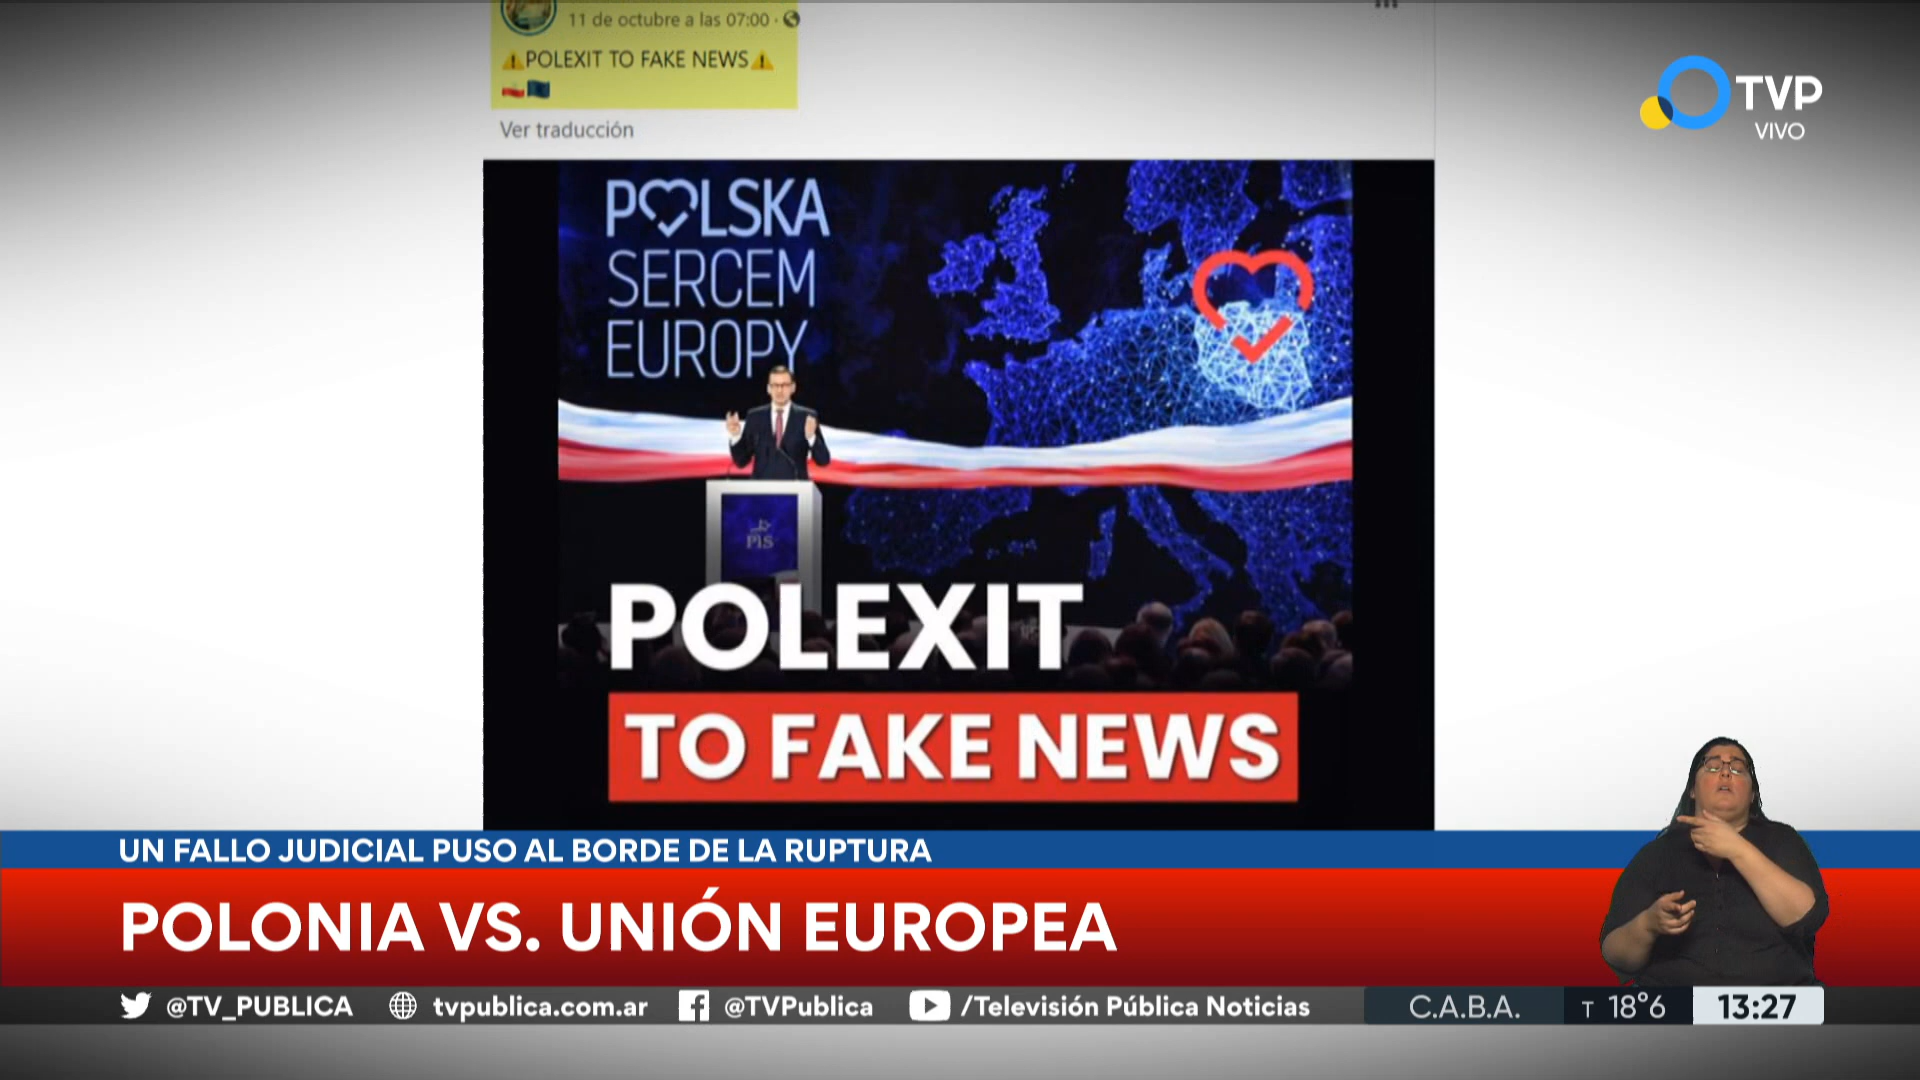 11 de octubre a las 07:00 ·
⚠POLEXIT TO FAKE NEWS⚠
Ver traducción
TVP
VIVO
POLSKA
SERCEM
EUROPY
PiS
POLEXIT
TO FAKE NEWS
UN FALLO JUDICIAL PUSO AL BORDE DE LA RUPTURA
POLONIA VS. UNIÓN EUROPEA
@TV_PUBLICA tvpublica.com.ar @TVPublica /Televisión Pública Noticias C.A.B.A. T 18°6 13:27